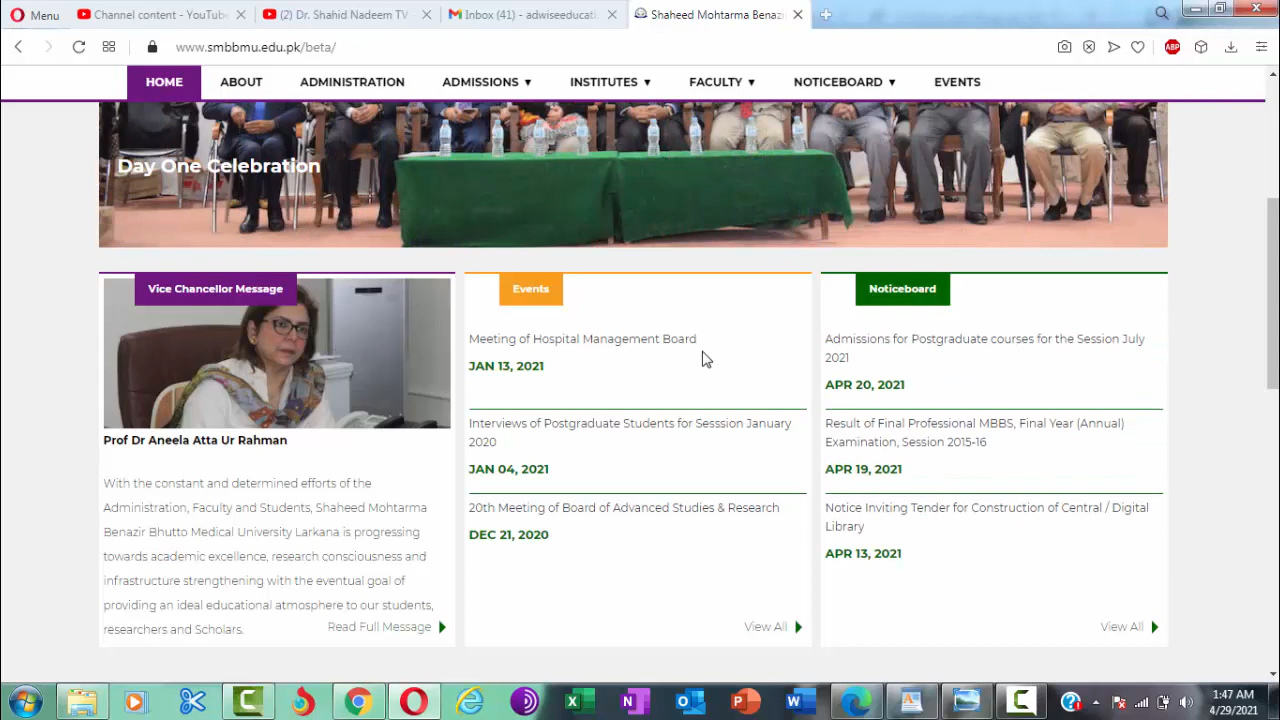 Menu
Channel content - YouTube
(2) Dr. Shahid Nadeem TV
Inbox (41) - adwiseeducati
Shaheed Mohtarma Benazi
www.smbbmu.edu.pk/beta/
ABP
HOME
ABOUT
ADMINISTRATION
ADMISSIONS ▼
INSTITUTES ▼
FACULTY ▼
NOTICEBOARD ▼
EVENTS
Day One Celebration
Vice Chancellor Message
Prof Dr Aneela Atta Ur Rahman
With the constant and determined efforts of the
Administration, Faculty and Students, Shaheed Mohtarma
Benazir Bhutto Medical University Larkana is progressing
towards academic excellence, research consciousness and
infrastructure strengthening with the eventual goal of
providing an ideal educational atmosphere to our students,
researchers and Scholars.
Read Full Message
Events
Meeting of Hospital Management Board
JAN 13, 2021
Interviews of Postgraduate Students for Sesssion January
2020
JAN 04, 2021
20th Meeting of Board of Advanced Studies & Research
DEC 21, 2020
View All
Noticeboard
Admissions for Postgraduate courses for the Session July
2021
APR 20, 2021
Result of Final Professional MBBS, Final Year (Annual)
Examination, Session 2015-16
APR 19, 2021
Notice Inviting Tender for Construction of Central / Digital
Library
APR 13, 2021
View All
1:47 AM
4/29/2021